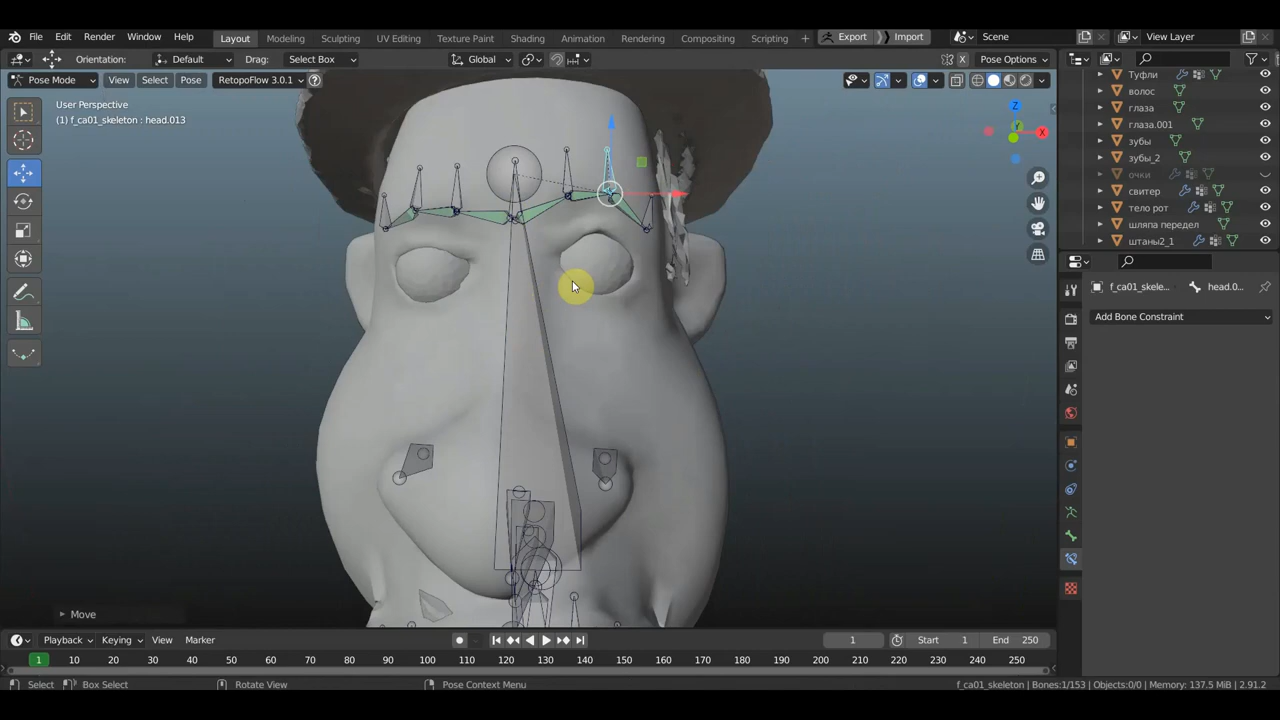 File Edit Render Window Help Layout Modeling Sculpting UV Editing Texture Paint Shading Animation Rendering Compositing Scripting + Export Import Scene View Layer
Orientation: Default Drag: Select Box Global X Pose Options
Pose Mode View Select Pose RetopoFlow 3.0.1
User Perspective
(1) f_ca01_skeleton : head.013
Z
Y
X
Туфли
волос
глаза
глаза.001
зубы
зубы_2
очки
свитер
тело рот
шляпа передел
штаны2_1
f_ca01_skele... head.0...
Add Bone Constraint
Move
Playback Keying View Marker 1 Start 1 End 250
1 10 20 30 40 50 60 70 80 90 100 110 120 130 140 150 160 170 180 190 200 210 220 230 240 250
Select Box Select Rotate View Pose Context Menu f_ca01_skeleton | Bones:1/153 | Objects:0/0 | Memory: 137.5 MiB | 2.91.2